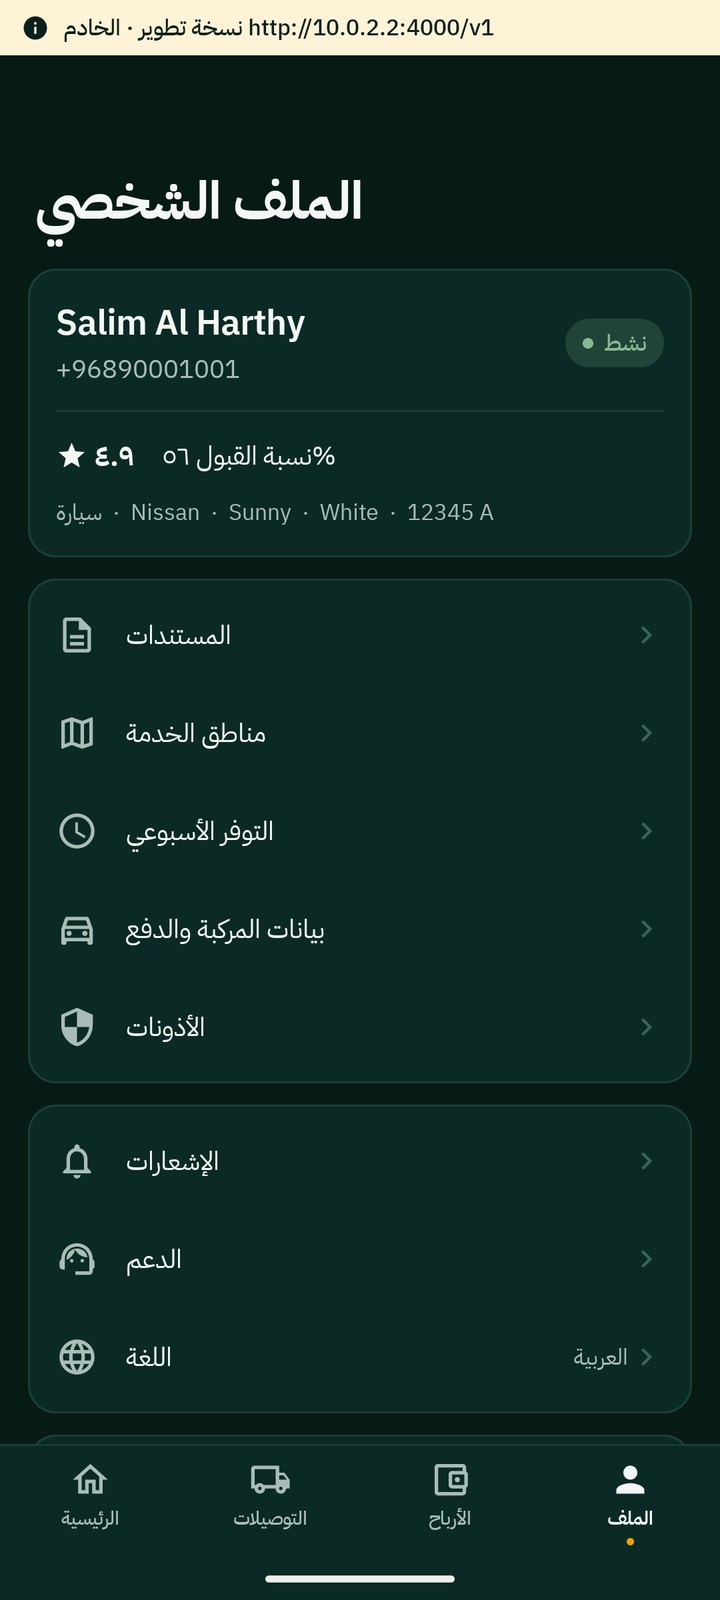 نسخة تطوير · الخادم http://10.0.2.2:4000/v1
الملف الشخصي
Salim Al Harthy
نشط
+96890001001
٤.٩
نسبة القبول ٥٦%
سيارة · Nissan · Sunny · White · 12345 A
المستندات
مناطق الخدمة
التوفر الأسبوعي
بيانات المركبة والدفع
الأذونات
الإشعارات
الدعم
اللغة
العربية
الرئيسية
التوصيلات
الأرباح
الملف